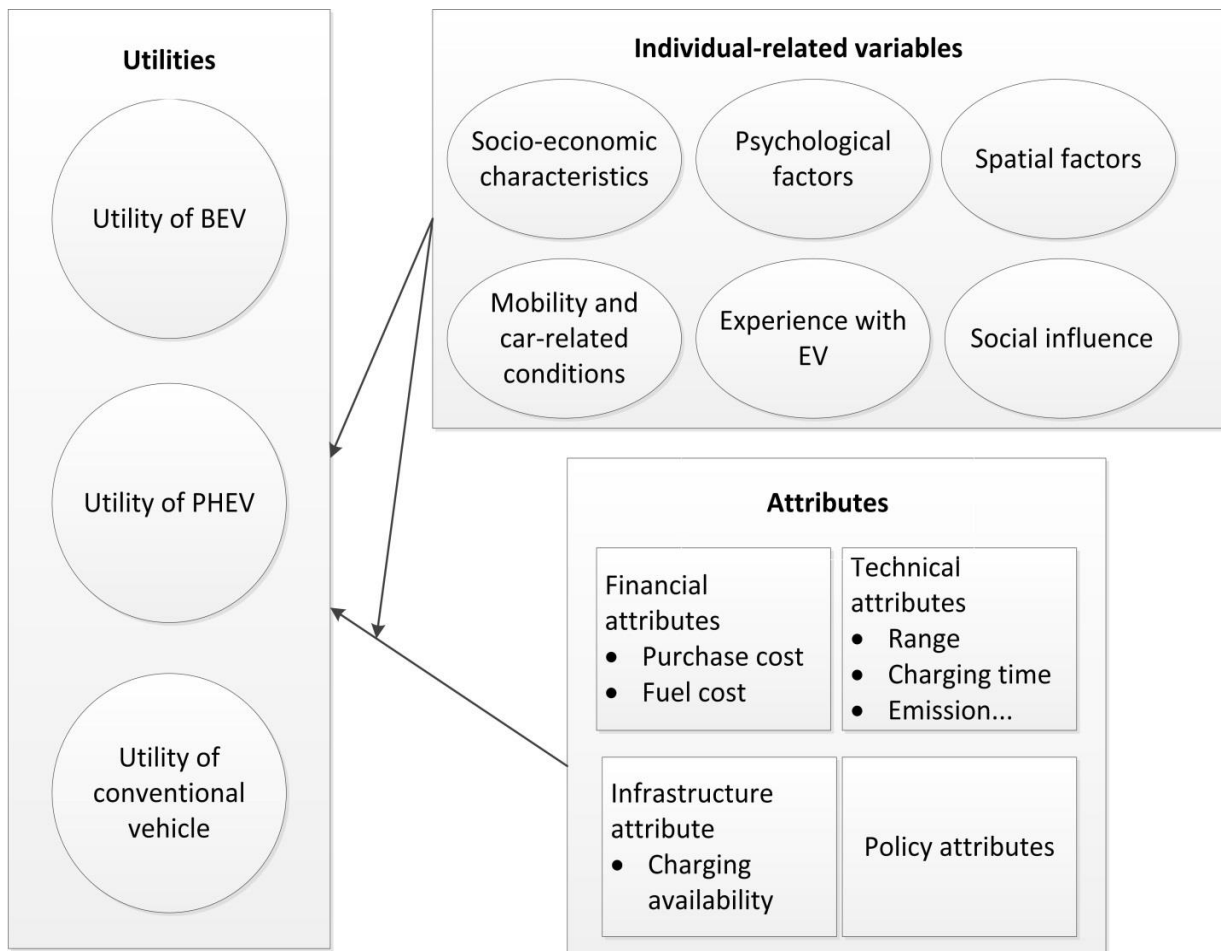 Utilities
Utility of BEV
Utility of PHEV
Utility of
conventional
vehicle
Individual-related variables
Socio-economic
characteristics
Psychological
factors
Spatial factors
Mobility and
car-related
conditions
Experience with
EV
Social influence
Attributes
Financial
attributes
• Purchase cost
• Fuel cost
Technical
attributes
• Range
• Charging time
• Emission...
Infrastructure
attribute
• Charging
availability
Policy attributes